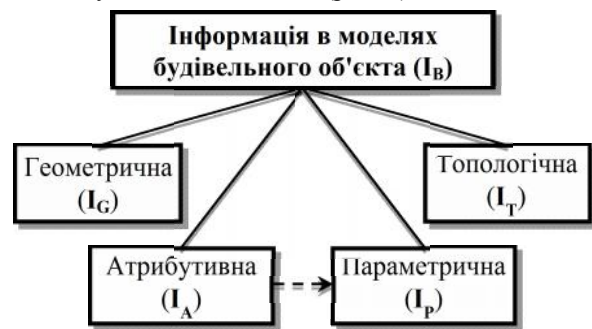 Інформація в моделях
будівельного об'єкта (I_B)
Геометрична
(I_G)
Топологічна
(I_T)
Атрибутивна
(I_A)
Параметрична
(I_P)